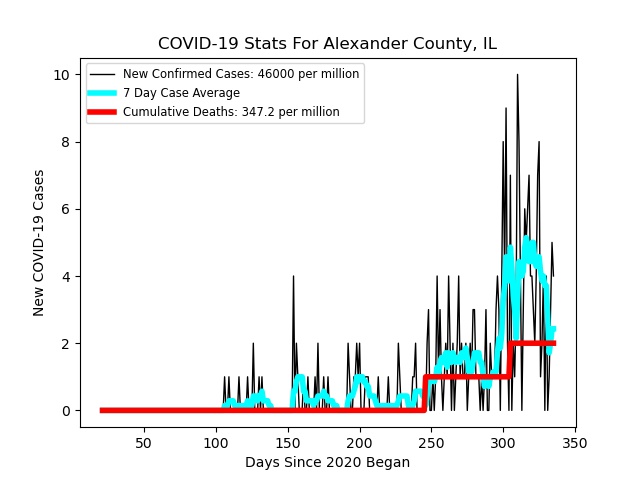 COVID-19 Stats For Alexander County, IL
New Confirmed Cases: 46000 per million
7 Day Case Average
Cumulative Deaths: 347.2 per million
New COVID-19 Cases
10
8
6
4
2
0
50 100 150 200 250 300 350
Days Since 2020 Began